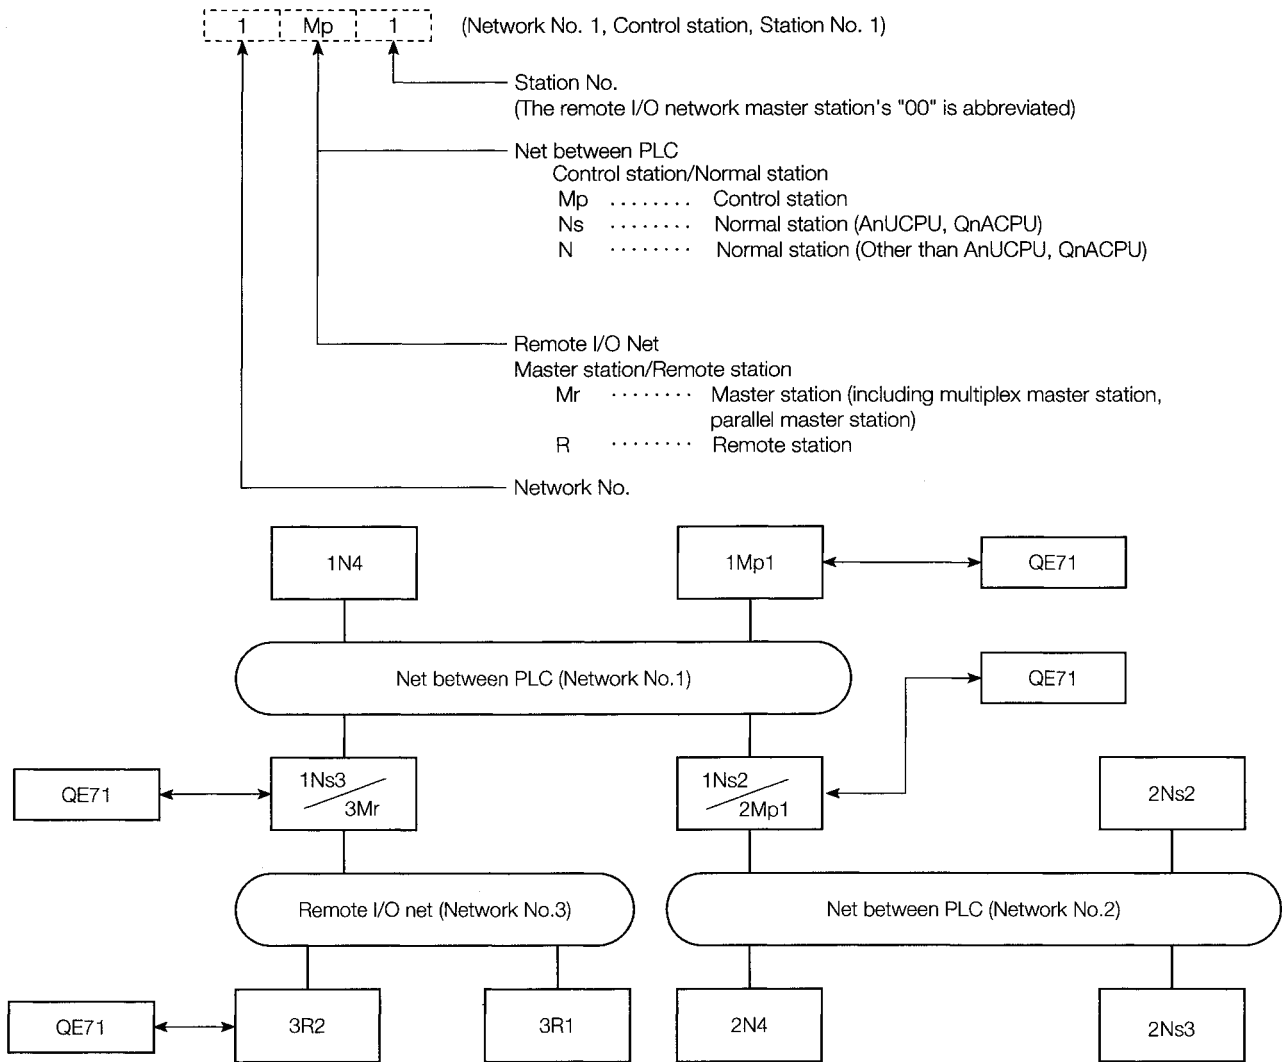 1 Mp 1 (Network No. 1, Control station, Station No. 1)
Station No.
(The remote I/O network master station's "00" is abbreviated)
Net between PLC
Control station/Normal station
Mp ········ Control station
Ns ········ Normal station (AnUCPU, QnACPU)
N ········ Normal station (Other than AnUCPU, QnACPU)
Remote I/O Net
Master station/Remote station
Mr ········ Master station (including multiplex master station,
parallel master station)
R ········ Remote station
Network No.
1N4
1Mp1
QE71
Net between PLC (Network No.1)
QE71
QE71
1Ns3
3Mr
1Ns2
2Mp1
2Ns2
Remote I/O net (Network No.3)
Net between PLC (Network No.2)
QE71
3R2
3R1
2N4
2Ns3